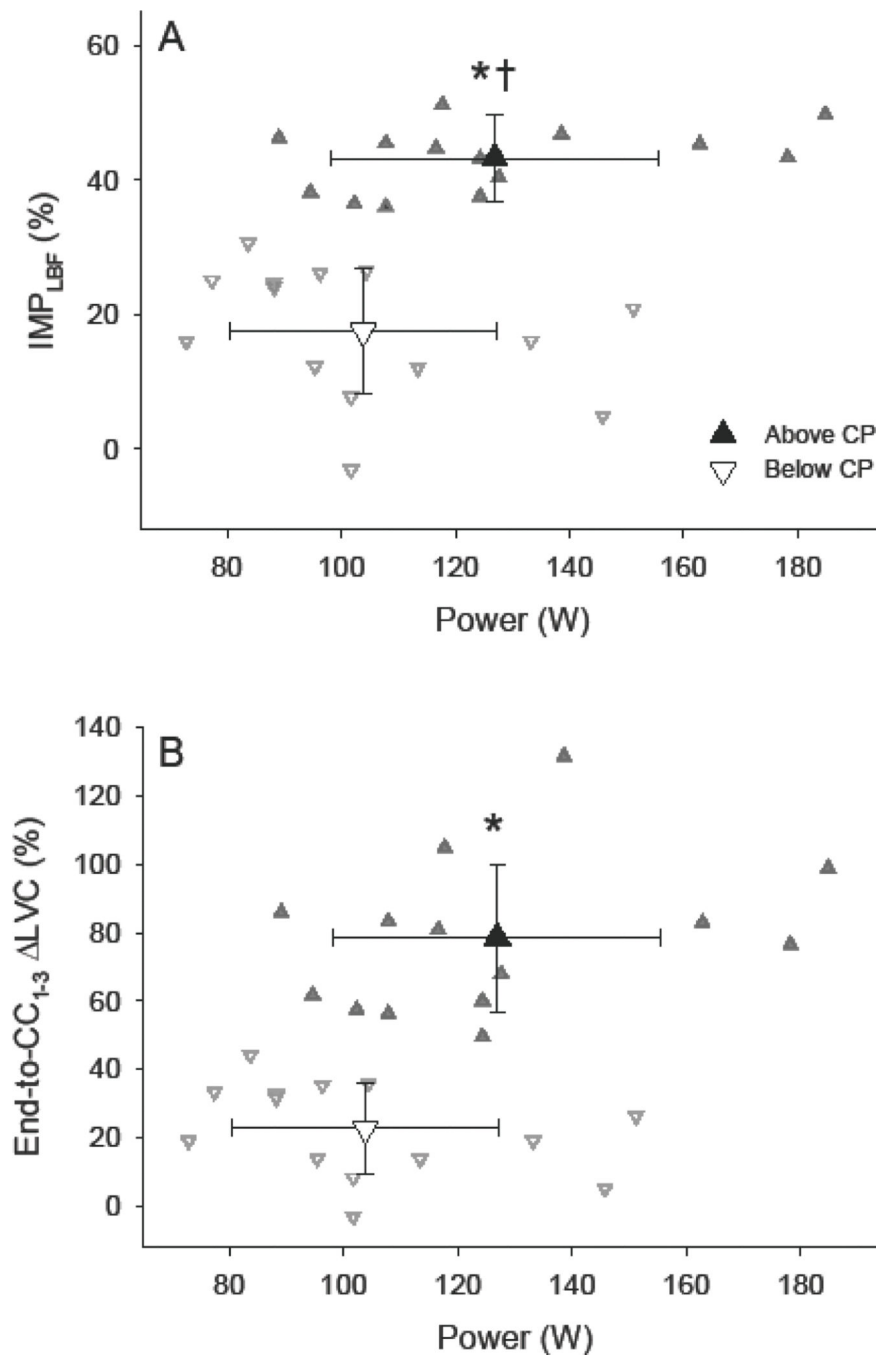 A
60
40
20
0
IMP_LBF (%)
*†
Above CP
Below CP
80 100 120 140 160 180
Power (W)
B
140
120
100
80
60
40
20
0
End-to-CC_1-3 ΔLVC (%)
*
80 100 120 140 160 180
Power (W)